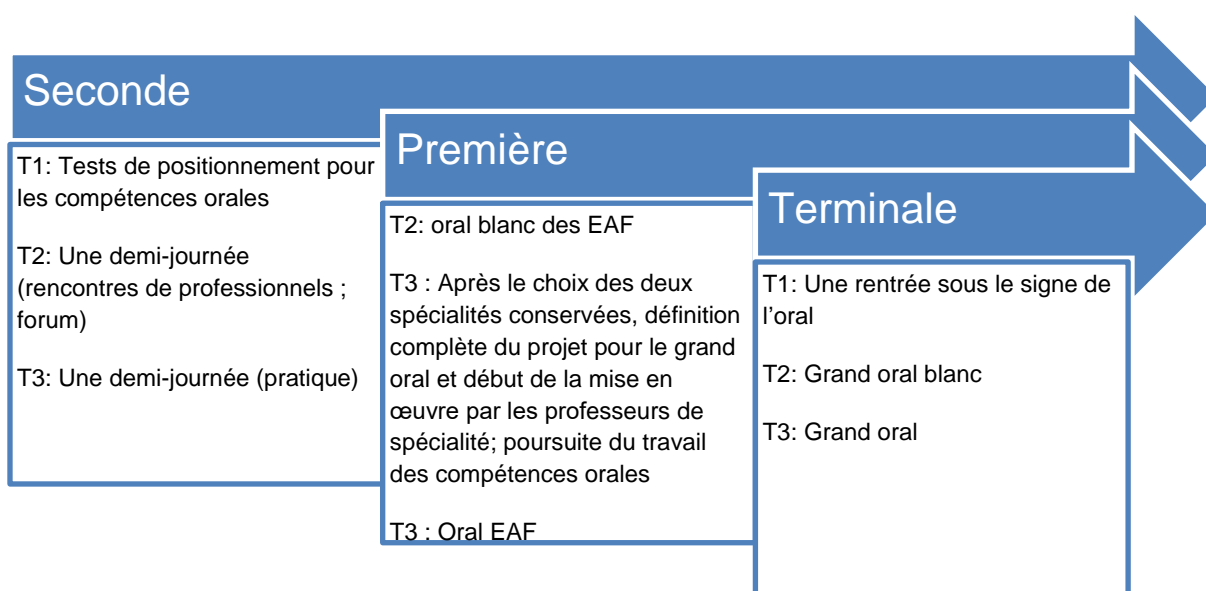 Seconde
T1: Tests de positionnement pour
les compétences orales
T2: Une demi-journée
(rencontres de professionnels ;
forum)
T3: Une demi-journée (pratique)
Première
T2: oral blanc des EAF
T3 : Après le choix des deux
spécialités conservées, définition
complète du projet pour le grand
oral et début de la mise en
œuvre par les professeurs de
spécialité; poursuite du travail
des compétences orales
T3 : Oral EAF
Terminale
T1: Une rentrée sous le signe de
l’oral
T2: Grand oral blanc
T3: Grand oral